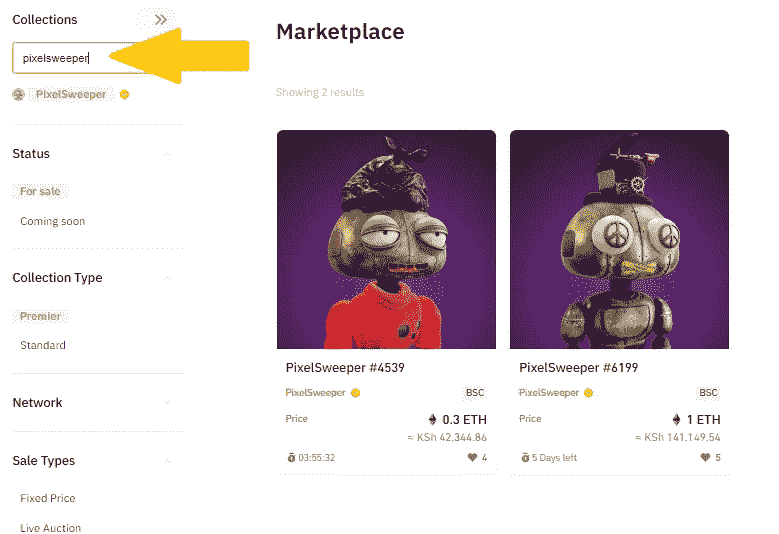 Collections
pixelsweeper
PixelSweeper
Status
For sale
Coming soon
Collection Type
Premier
Standard
Network
Sale Types
Fixed Price
Live Auction
Marketplace
Showing 2 results
PixelSweeper #4539
PixelSweeper
BSC
Price
0.3 ETH
≈ KSh 42,344.86
03:55:32
4
PixelSweeper #6199
PixelSweeper
BSC
Price
1 ETH
≈ KSh 141,149.54
5 Days left
5